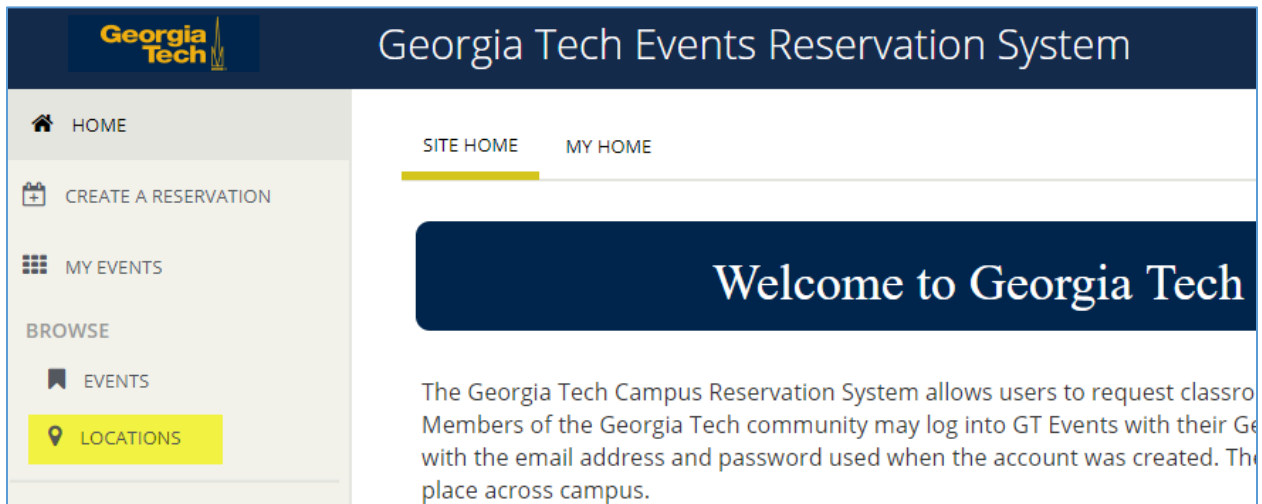 Georgia
Tech
Georgia Tech Events Reservation System
HOME
CREATE A RESERVATION
MY EVENTS
BROWSE
EVENTS
LOCATIONS
SITE HOME MY HOME
Welcome to Georgia Tech
The Georgia Tech Campus Reservation System allows users to request
Members of the Georgia Tech community may log into GT Events with their
with the email address and password used when the account was created.
place across campus.